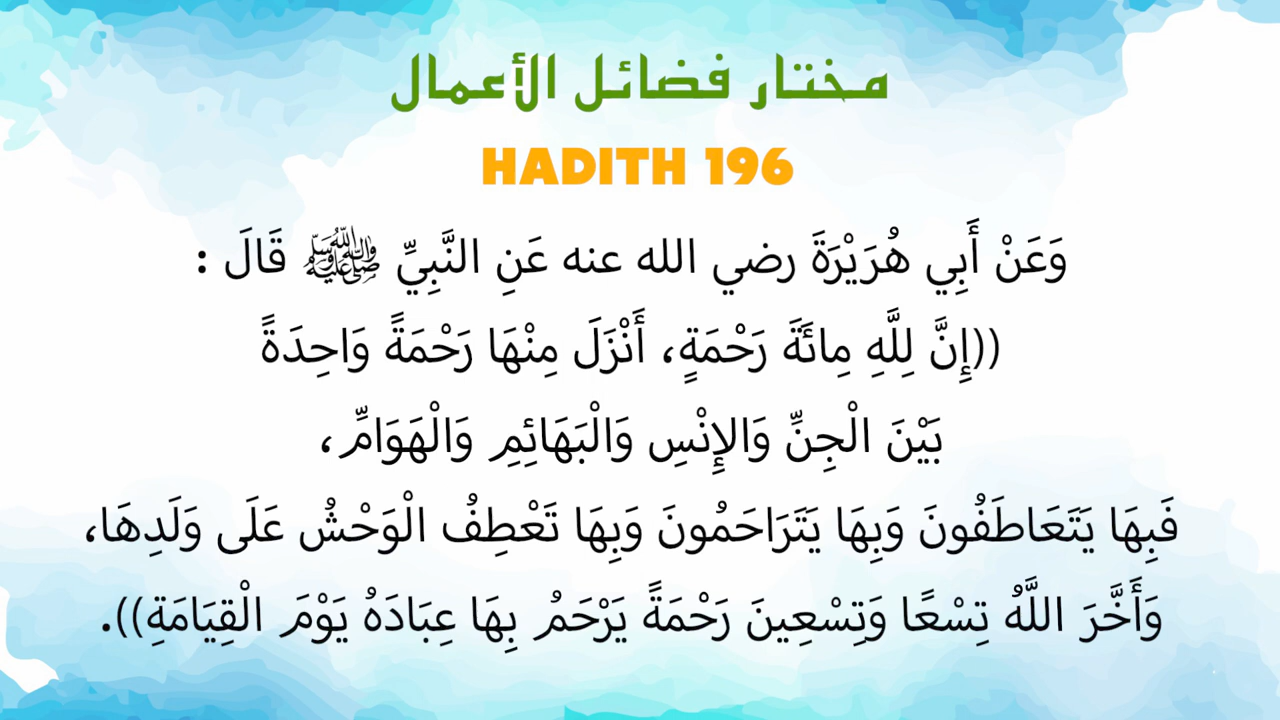 مختار فضائل الأعمال
HADITH 196
وَعَنْ أَبِي هُرَيْرَةَ رضي الله عنه عَنِ النَّبِيِّ ﷺ قَالَ :
((إِنَّ لِلَّهِ مِائَةَ رَحْمَةٍ، أَنْزَلَ مِنْهَا رَحْمَةً وَاحِدَةً
بَيْنَ الْجِنِّ وَالإِنْسِ وَالْبَهَائِمِ وَالْهَوَامِّ،
فَبِهَا يَتَعَاطَفُونَ وَبِهَا يَتَرَاحَمُونَ وَبِهَا تَعْطِفُ الْوَحْشُ عَلَى وَلَدِهَا،
وَأَخَّرَ اللَّهُ تِسْعًا وَتِسْعِينَ رَحْمَةً يَرْحَمُ بِهَا عِبَادَهُ يَوْمَ الْقِيَامَةِ)).